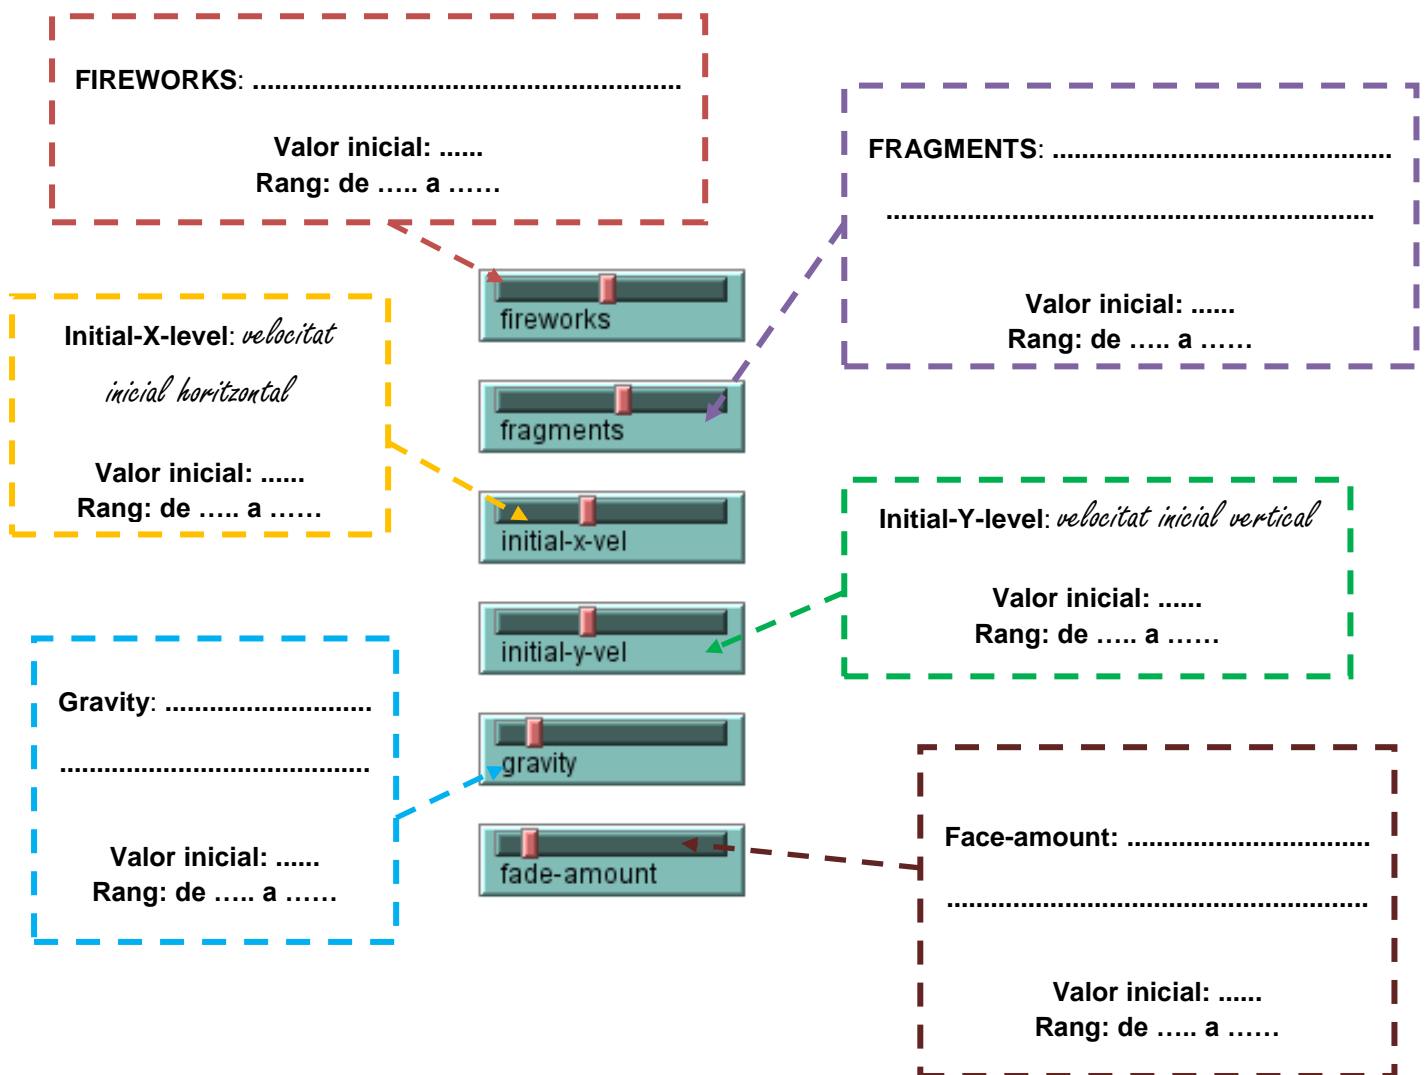 FIREWORKS: ..........................................................
Valor inicial: ......
Rang: de ….. a ……
FRAGMENTS: ..............................................
..................................................................
Valor inicial: ......
Rang: de ….. a ……
fireworks
Initial-X-level: velocitat
inicial horitzontal
Valor inicial: ......
Rang: de ….. a ……
fragments
initial-x-vel
Initial-Y-level: velocitat inicial vertical
Valor inicial: ......
Rang: de ….. a ……
initial-y-vel
Gravity: ............................
..........................................
Valor inicial: ......
Rang: de ….. a ……
gravity
fade-amount
Face-amount: .................................
.........................................................
Valor inicial: ......
Rang: de ….. a ……